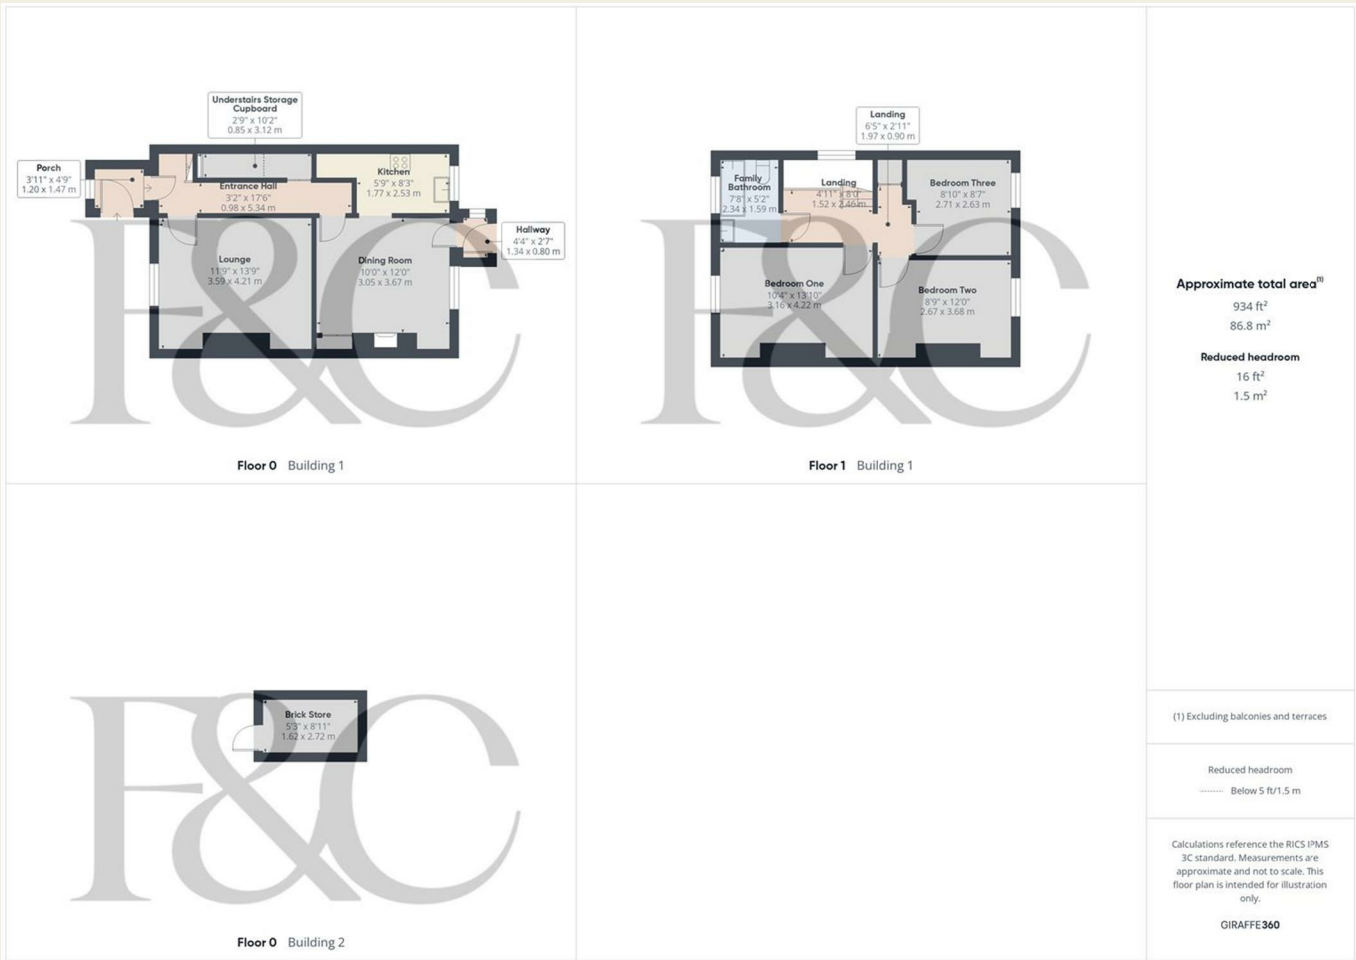 Understairs Storage
Cupboard
2'9" x 10'2"
0.85 x 3.12 m
Porch
3'11" x 4'9"
1.20 x 1.47 m
Kitchen
5'9" x 8'3"
1.77 x 2.53 m
Entrance Hall
3'2" x 17'6"
0.98 x 5.34 m
Hallway
4'4" x 2'7"
1.34 x 0.80 m
Lounge
11'9" x 13'9"
3.59 x 4.21 m
Dining Room
10'0" x 12'0"
3.05 x 3.67 m
F&C
Floor 0 Building 1
Landing
6'5" x 2'11"
1.97 x 0.90 m
Family
Bathroom
7'8" x 5'2"
2.34 x 1.59 m
Landing
4'11" x 8'0"
1.52 x 2.46 m
Bedroom Three
8'10" x 8'7"
2.71 x 2.63 m
Bedroom One
10'4" x 13'10"
3.16 x 4.22 m
Bedroom Two
8'9" x 12'0"
2.67 x 3.68 m
F&C
Floor 1 Building 1
Brick Store
5'3" x 8'11"
1.62 x 2.72 m
F&C
Floor 0 Building 2
Approximate total area(1)
934 ft²
86.8 m²
Reduced headroom
16 ft²
1.5 m²
(1) Excluding balconies and terraces
Reduced headroom
Below 5 ft/1.5 m
Calculations reference the RICS IPMS
3C standard. Measurements are
approximate and not to scale. This
floor plan is intended for illustration
only.
GIRAFFE360